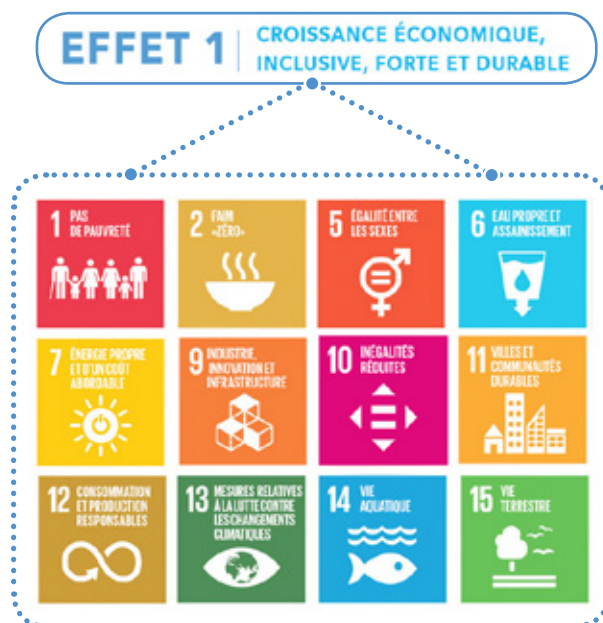 EFFET 1
CROISSANCE ÉCONOMIQUE,
INCLUSIVE, FORTE ET DURABLE
1 PAS
DE PAUVRETÉ
2 FAIM
«ZÉRO»
5 ÉGALITÉ ENTRE
LES SEXES
6 EAU PROPRE ET
ASSAINISSEMENT
7 ÉNERGIE PROPRE
ET D'UN COÛT
ABORDABLE
9 INDUSTRIE,
INNOVATION ET
INFRASTRUCTURE
10 INÉGALITÉS
RÉDUITES
11 VILLES ET
COMMUNAUTÉS
DURABLES
12 CONSOMMATION
ET PRODUCTION
RESPONSABLES
13 MESURES RELATIVES
À LA LUTTE CONTRE
LES CHANGEMENTS
CLIMATIQUES
14 VIE
AQUATIQUE
15 VIE
TERRESTRE